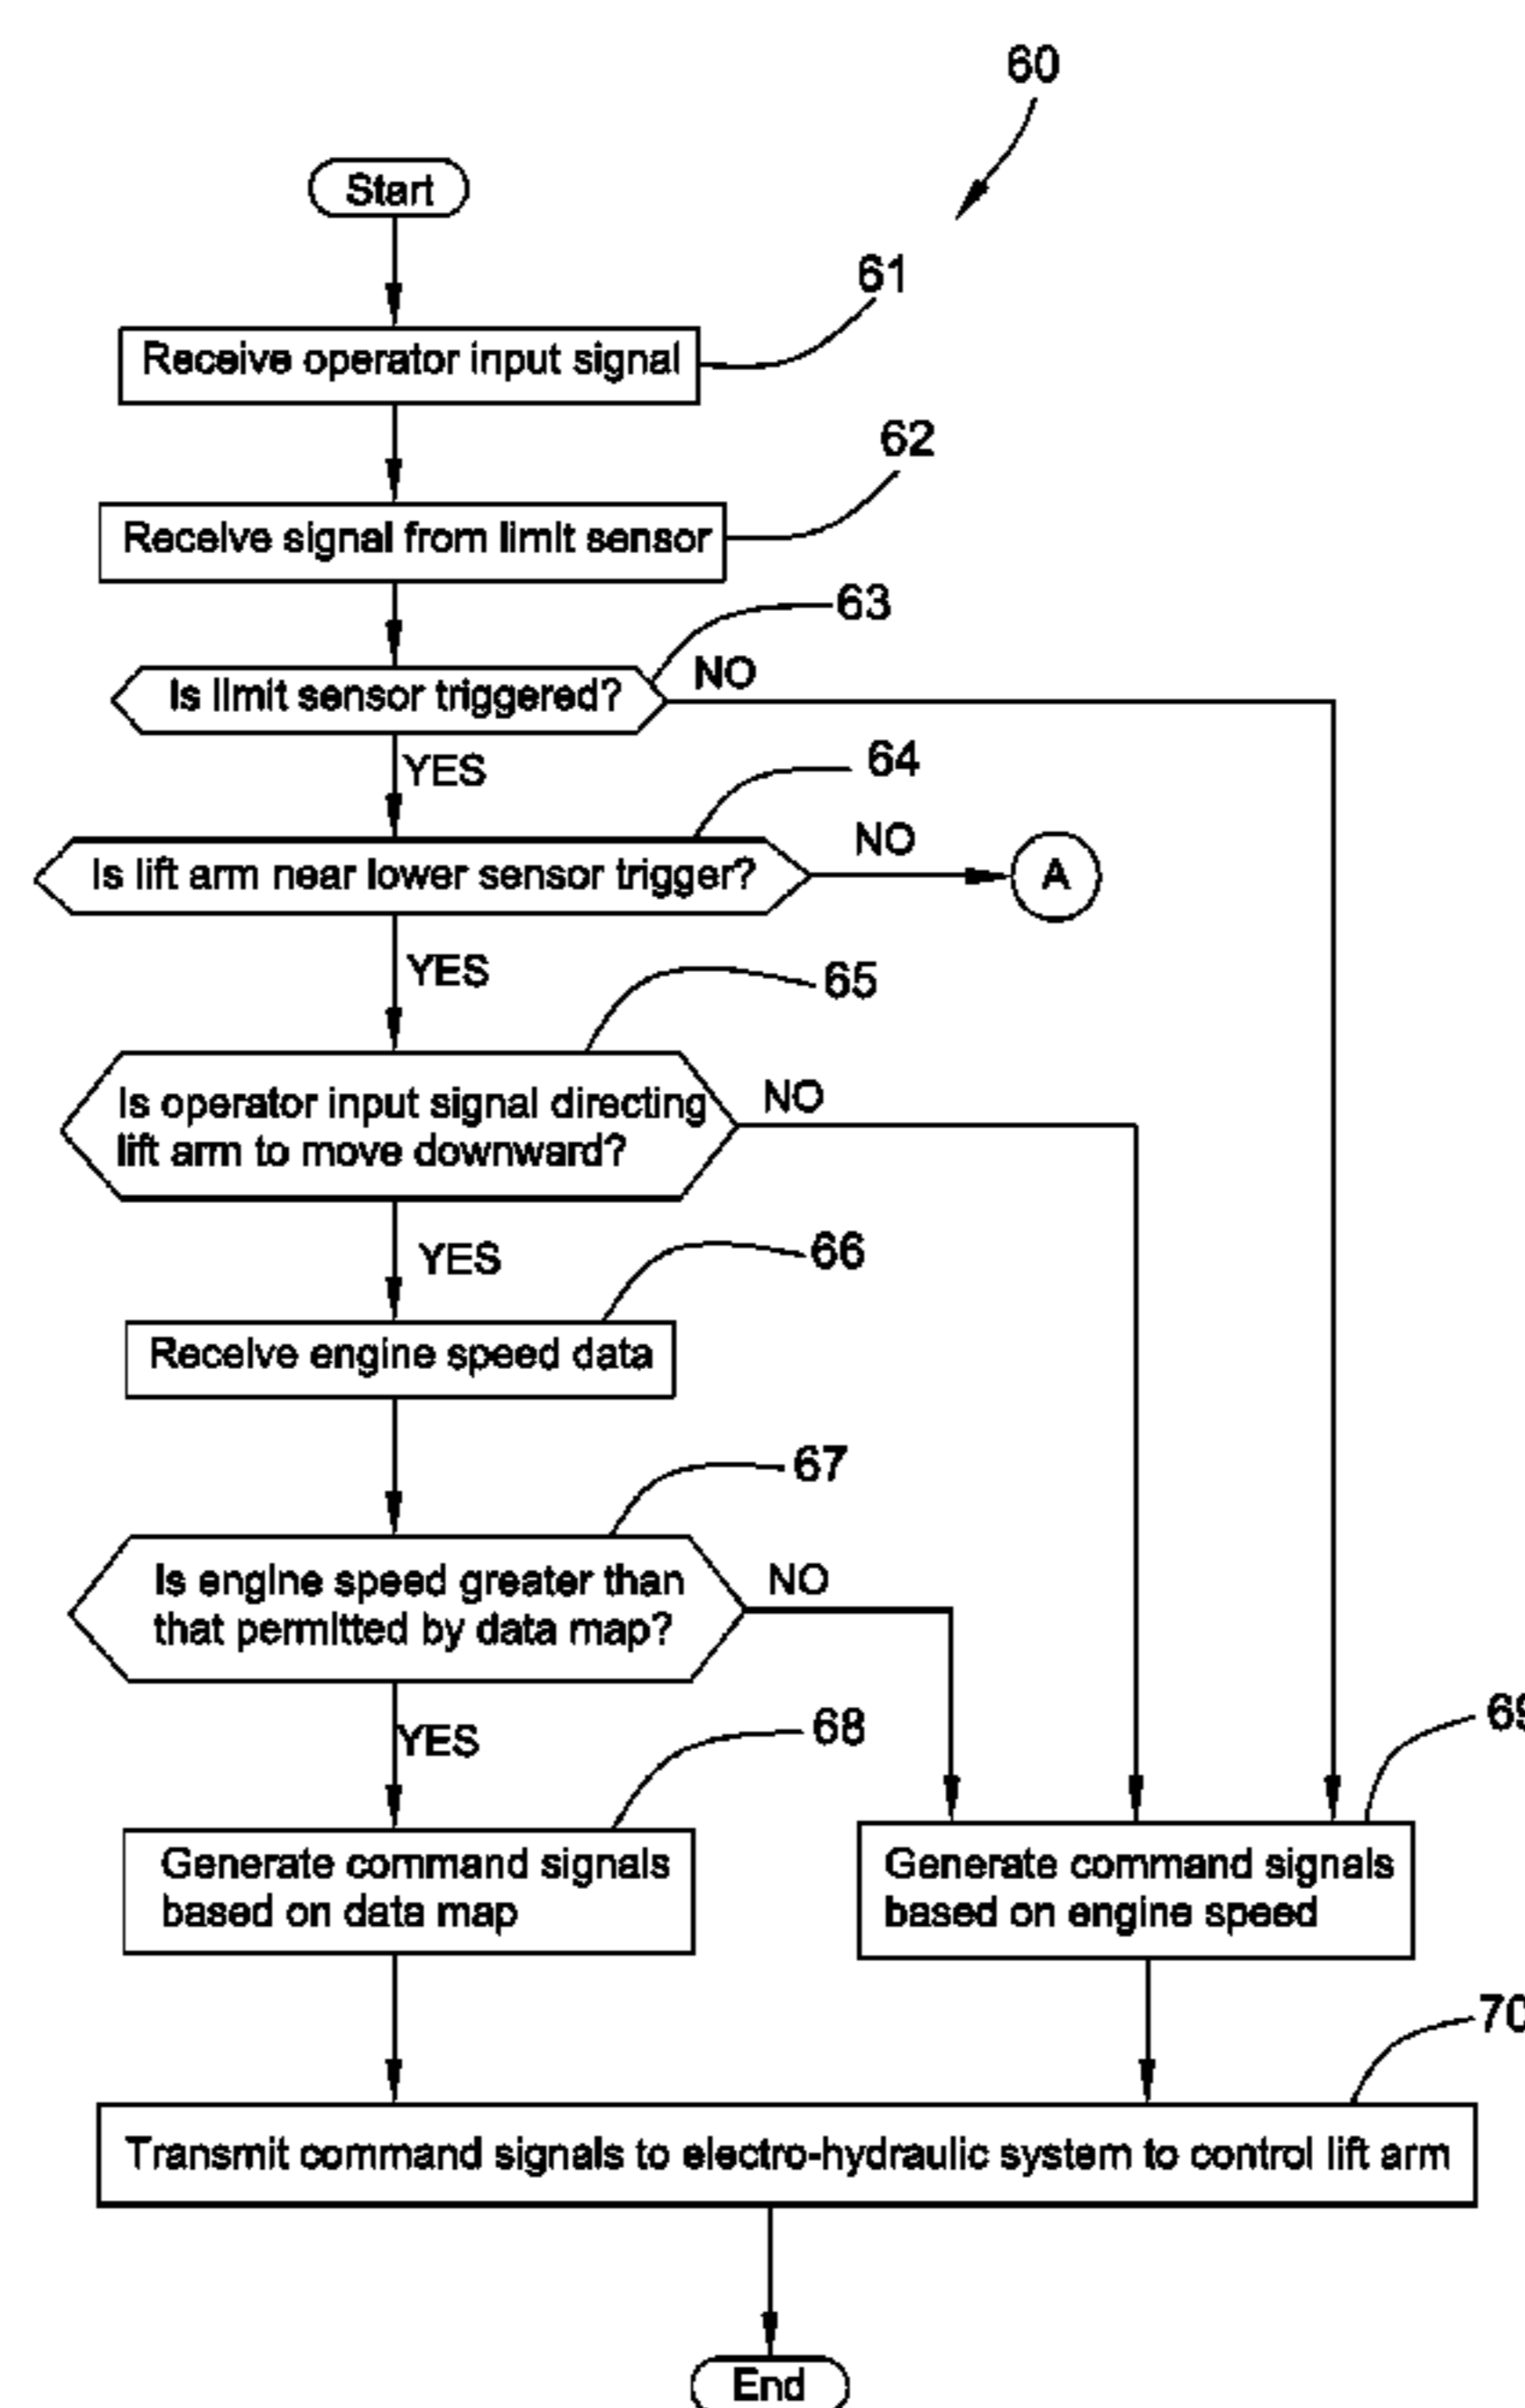 60
Start
61
Receive operator input signal
62
Receive signal from limit sensor
63
Is limit sensor triggered?
NO
YES
64
Is lift arm near lower sensor trigger?
NO
A
YES
65
Is operator input signal directing
lift arm to move downward?
NO
YES
66
Receive engine speed data
67
Is engine speed greater than
that permitted by data map?
NO
YES
68
69
Generate command signals
based on data map
Generate command signals
based on engine speed
70
Transmit command signals to electro-hydraulic system to control lift arm
End